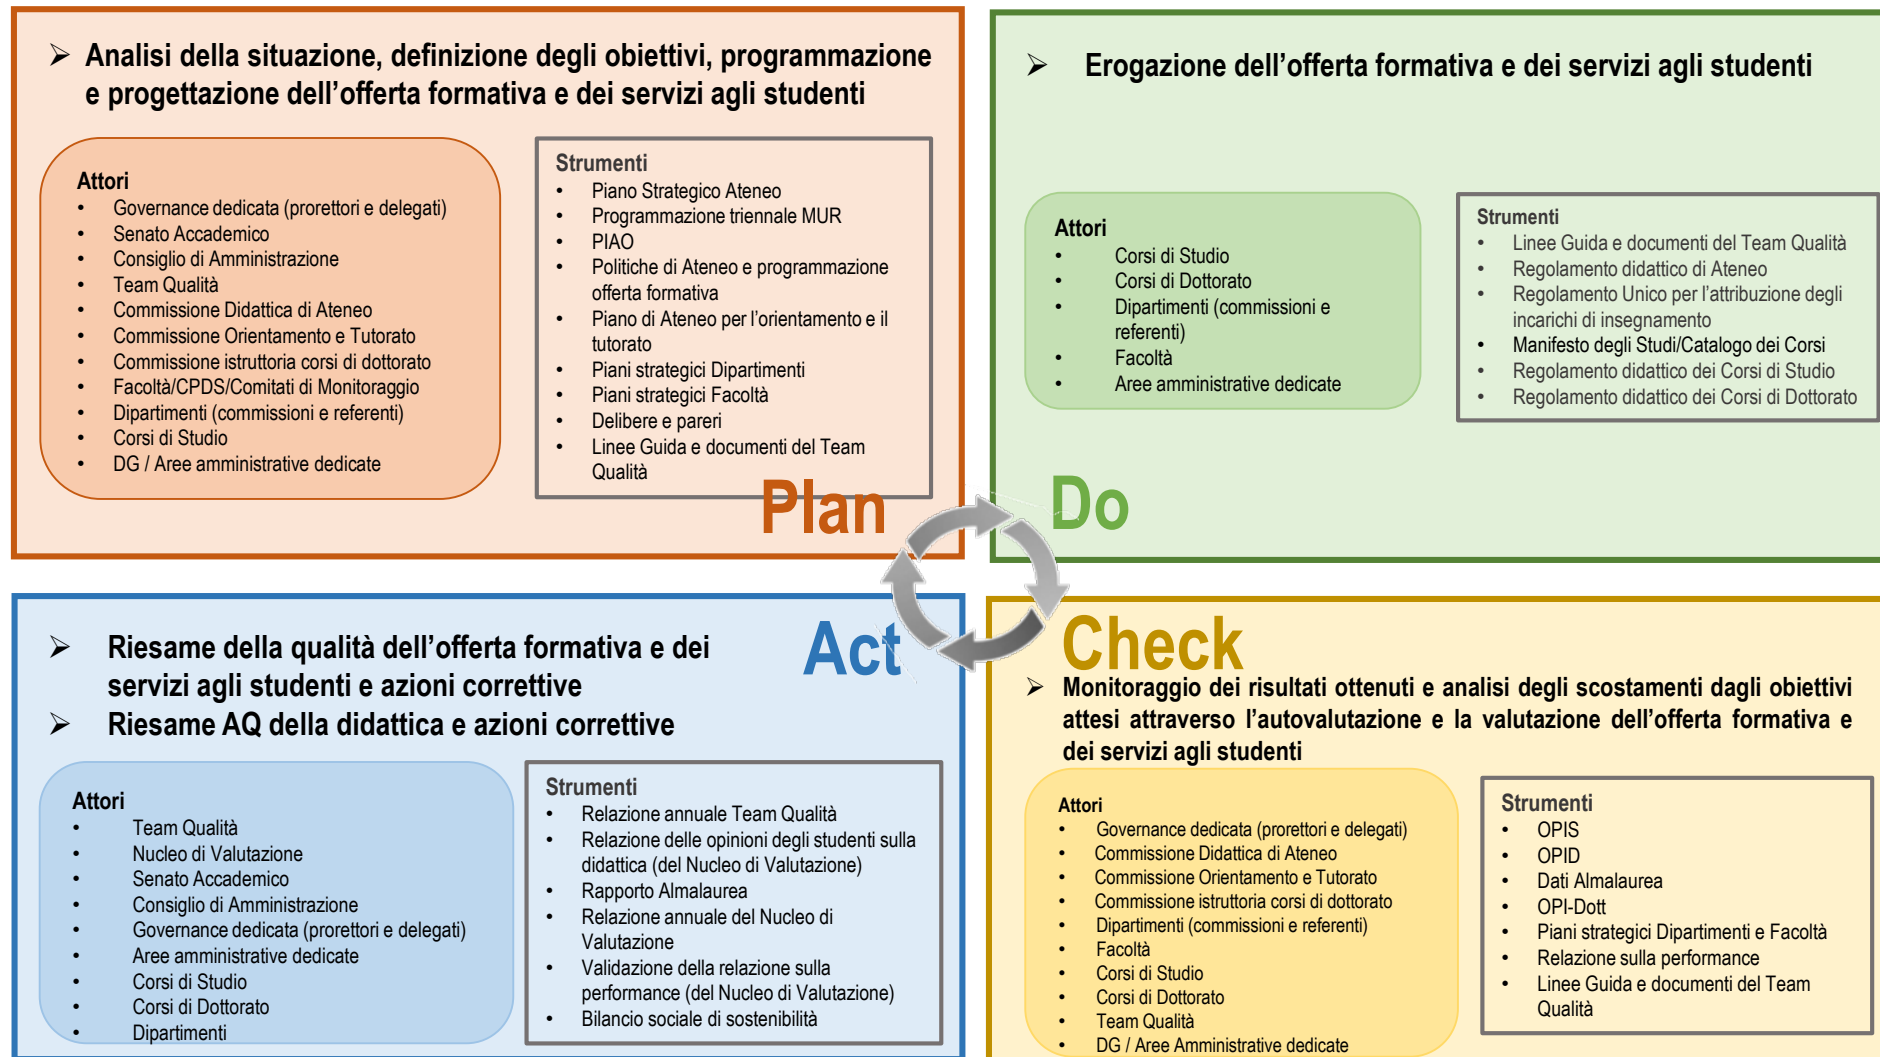 ➢ Analisi della situazione, definizione degli obiettivi, programmazione
e progettazione dell’offerta formativa e dei servizi agli studenti
Attori
• Governance dedicata (prorettori e delegati)
• Senato Accademico
• Consiglio di Amministrazione
• Team Qualità
• Commissione Didattica di Ateneo
• Commissione Orientamento e Tutorato
• Commissione istruttoria corsi di dottorato
• Facoltà/CPDS/Comitati di Monitoraggio
• Dipartimenti (commissioni e referenti)
• Corsi di Studio
• DG / Aree amministrative dedicate
Strumenti
• Piano Strategico Ateneo
• Programmazione triennale MUR
• PIAO
• Politiche di Ateneo e programmazione
offerta formativa
• Piano di Ateneo per l’orientamento e il
tutorato
• Piani strategici Dipartimenti
• Piani strategici Facoltà
• Delibere e pareri
• Linee Guida e documenti del Team
Qualità
Plan
➢ Erogazione dell’offerta formativa e dei servizi agli studenti
Attori
• Corsi di Studio
• Corsi di Dottorato
• Dipartimenti (commissioni e
referenti)
• Facoltà
• Aree amministrative dedicate
Strumenti
• Linee Guida e documenti del Team Qualità
• Regolamento didattico di Ateneo
• Regolamento Unico per l’attribuzione degli
incarichi di insegnamento
• Manifesto degli Studi/Catalogo dei Corsi
• Regolamento didattico dei Corsi di Studio
• Regolamento didattico dei Corsi di Dottorato
Do
Act
➢ Riesame della qualità dell’offerta formativa e dei
servizi agli studenti e azioni correttive
➢ Riesame AQ della didattica e azioni correttive
Attori
• Team Qualità
• Nucleo di Valutazione
• Senato Accademico
• Consiglio di Amministrazione
• Governance dedicata (prorettori e delegati)
• Aree amministrative dedicate
• Corsi di Studio
• Corsi di Dottorato
• Dipartimenti
Strumenti
• Relazione annuale Team Qualità
• Relazione delle opinioni degli studenti sulla
didattica (del Nucleo di Valutazione)
• Rapporto Almalaurea
• Relazione annuale del Nucleo di
Valutazione
• Validazione della relazione sulla
performance (del Nucleo di Valutazione)
• Bilancio sociale di sostenibilità
Check
➢ Monitoraggio dei risultati ottenuti e analisi degli scostamenti dagli obiettivi
attesi attraverso l’autovalutazione e la valutazione dell’offerta formativa e
dei servizi agli studenti
Attori
• Governance dedicata (prorettori e delegati)
• Commissione Didattica di Ateneo
• Commissione Orientamento e Tutorato
• Commissione istruttoria corsi di dottorato
• Dipartimenti (commissioni e referenti)
• Facoltà
• Corsi di Studio
• Corsi di Dottorato
• Team Qualità
• DG / Aree Amministrative dedicate
Strumenti
• OPIS
• OPID
• Dati Almalaurea
• OPI-Dott
• Piani strategici Dipartimenti e Facoltà
• Relazione sulla performance
• Linee Guida e documenti del Team
Qualità